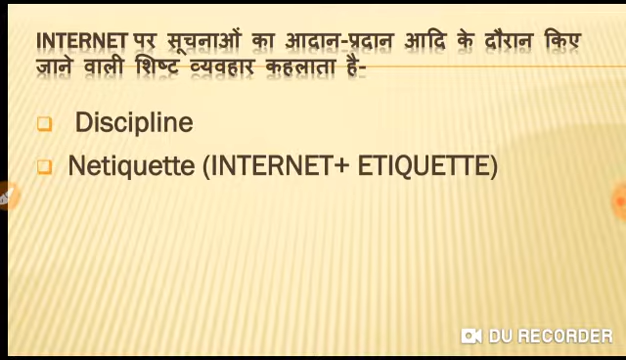 INTERNET पर सूचनाओं का आदान-प्रदान आदि के दौरान किए
जाने वाली शिष्ट व्यवहार कहलाता है-
Discipline
Netiquette (INTERNET+ ETIQUETTE)
DU RECORDER